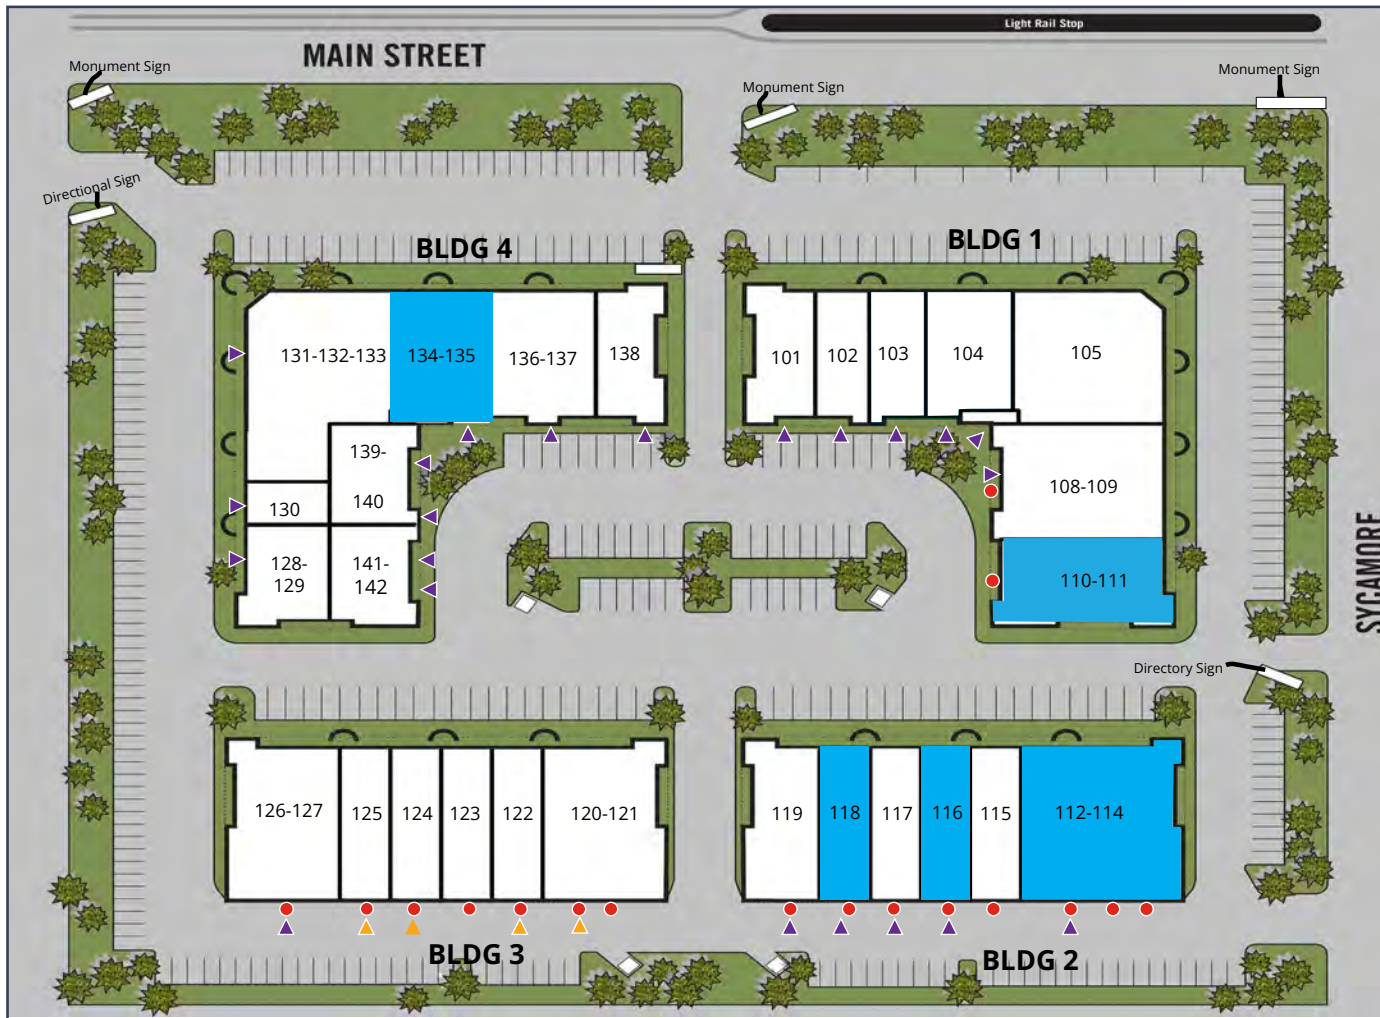 Light Rail Stop
MAIN STREET
Monument Sign
Monument Sign
Monument Sign
Directional Sign
BLDG 4
BLDG 1
131-132-133
134-135
136-137
138
101
102
103
104
105
139-
140
130
128-
129
141-
142
108-109
110-111
SYCAMORE
Directory Sign
126-127
125
124
123
122
120-121
119
118
117
116
115
112-114
BLDG 3
BLDG 2